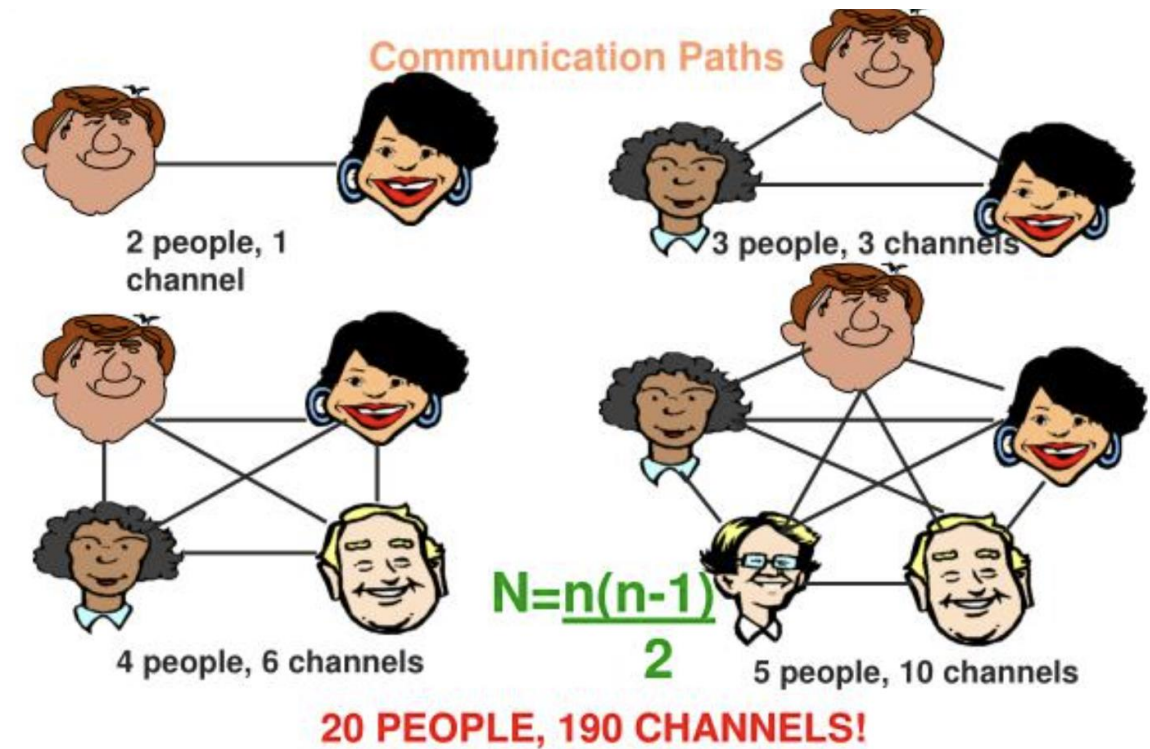 Communication Paths
2 people, 1
channel
3 people, 3 channels
4 people, 6 channels
N=n(n-1)
2
5 people, 10 channels
20 PEOPLE, 190 CHANNELS!